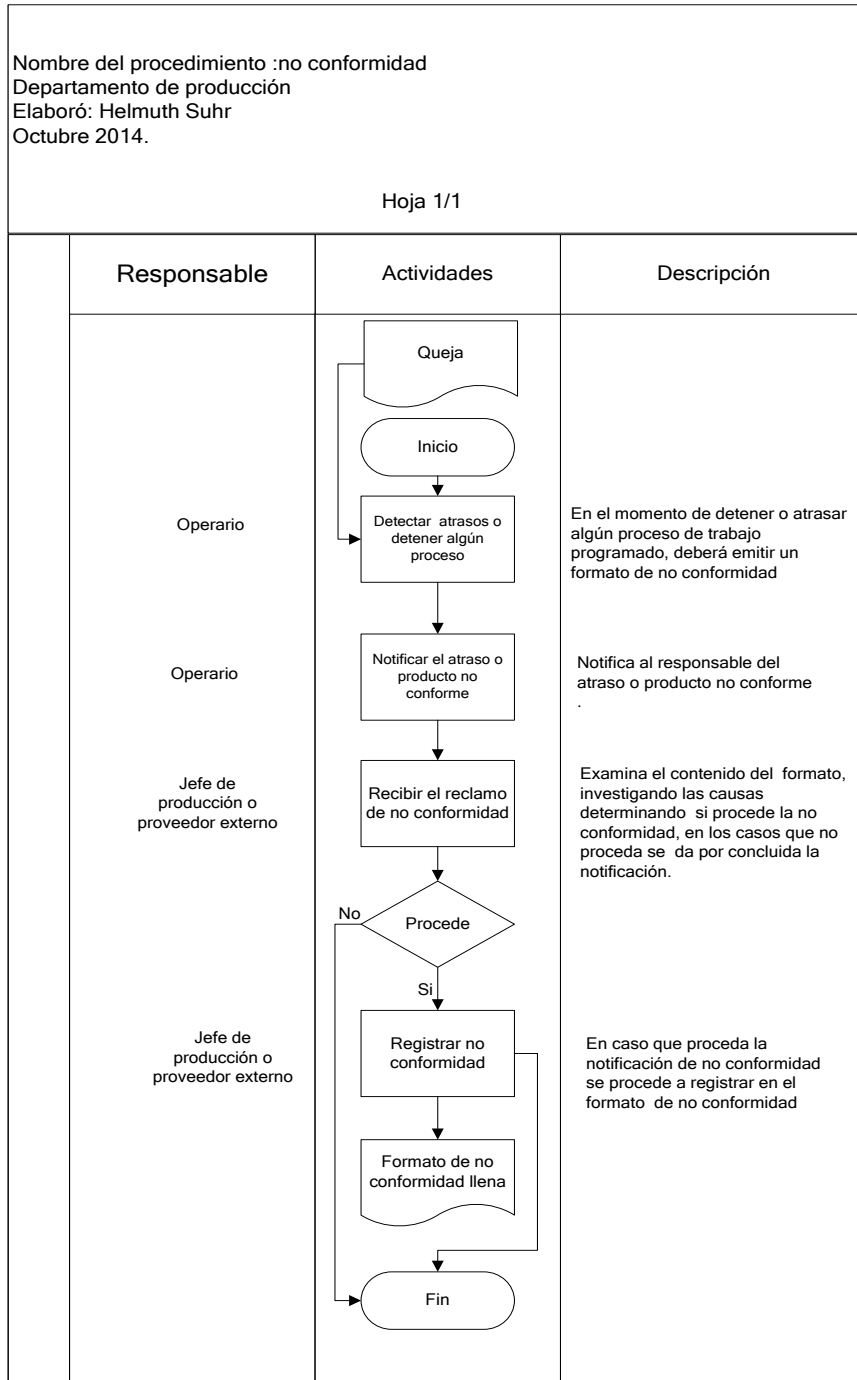 Nombre del procedimiento :no conformidad
Departamento de producción
Elaboró: Helmuth Suhr
Octubre 2014.
Hoja 1/1
Responsable
Actividades
Descripción
Queja
Inicio
Operario
Detectar atrasos o
detener algún
proceso
En el momento de detener o atrasar
algún proceso de trabajo
programado, deberá emitir un
formato de no conformidad
Operario
Notificar el atraso o
producto no
conforme
Notifica al responsable del
atraso o producto no conforme
.
Jefe de
producción o
proveedor externo
Recibir el reclamo
de no conformidad
Examina el contenido del formato,
investigando las causas
determinando si procede la no
conformidad, en los casos que no
proceda se da por concluida la
notificación.
No
Procede
Si
Jefe de
producción o
proveedor externo
Registrar no
conformidad
En caso que proceda la
notificación de no conformidad
se procede a registrar en el
formato de no conformidad
Formato de no
conformidad llena
Fin